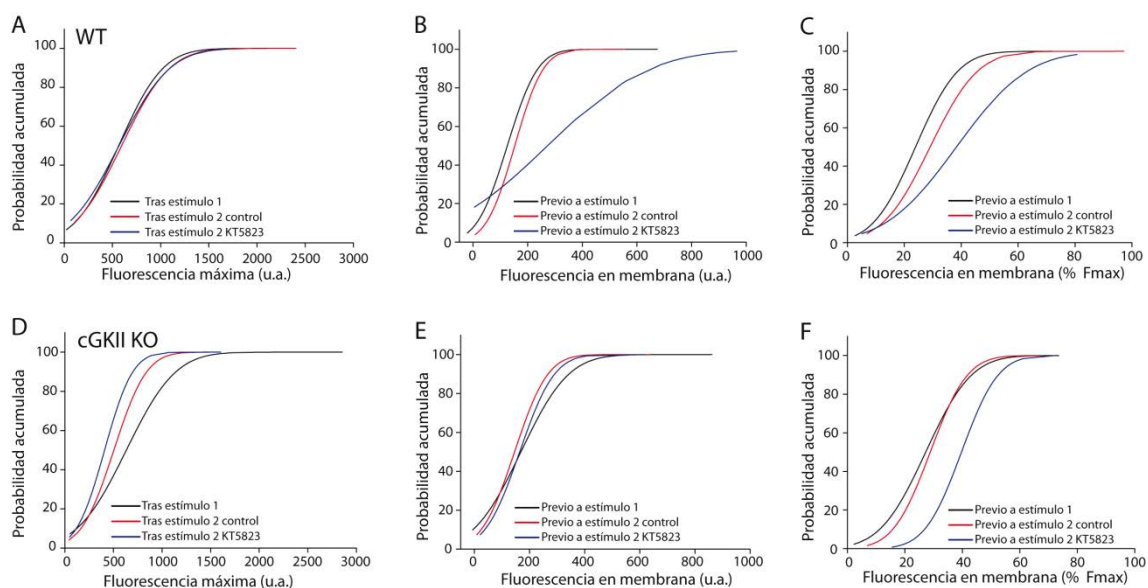 A
WT
Probabilidad acumulada
100
80
60
40
20
0
Tras estímulo 1
Tras estímulo 2 control
Tras estímulo 2 KT5823
0 500 1000 1500 2000 2500 3000
Fluorescencia máxima (u.a.)
B
Probabilidad acumulada
100
80
60
40
20
0
Previo a estímulo 1
Previo a estímulo 2 control
Previo a estímulo 2 KT5823
0 200 400 600 800 1000
Fluorescencia en membrana (u.a.)
C
Probabilidad acumulada
100
80
60
40
20
0
Previo a estímulo 1
Previo a estímulo 2 control
Previo a estímulo 2 KT5823
0 20 40 60 80 100
Fluorescencia en membrana (% Fmax)
D
cGKII KO
Probabilidad acumulada
100
80
60
40
20
0
Tras estímulo 1
Tras estímulo 2 control
Tras estímulo 2 KT5823
0 500 1000 1500 2000 2500 3000
Fluorescencia máxima (u.a.)
E
Probabilidad acumulada
100
80
60
40
20
0
Previo a estímulo 1
Previo a estímulo 2 control
Previo a estímulo 2 KT5823
0 200 400 600 800 1000
Fluorescencia en membrana (u.a.)
F
Probabilidad acumulada
100
80
60
40
20
0
Previo a estímulo 1
Previo a estímulo 2 control
Previo a estímulo 2 KT5823
0 20 40 60 80 100
Fluorescencia en membrana (% Fmax)